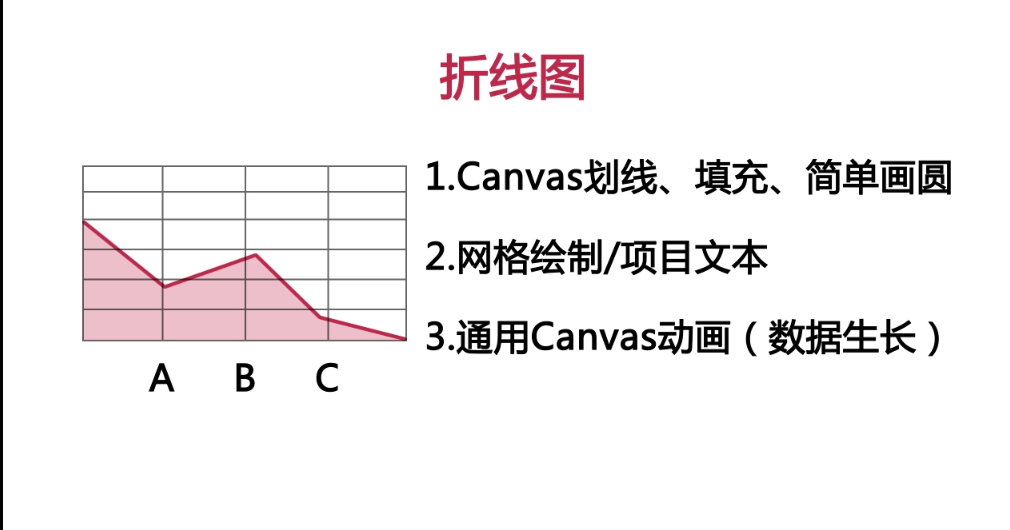 折线图
1.Canvas划线、填充、简单画圆
2.网格绘制/项目文本
3.通用Canvas动画（数据生长）
A B C